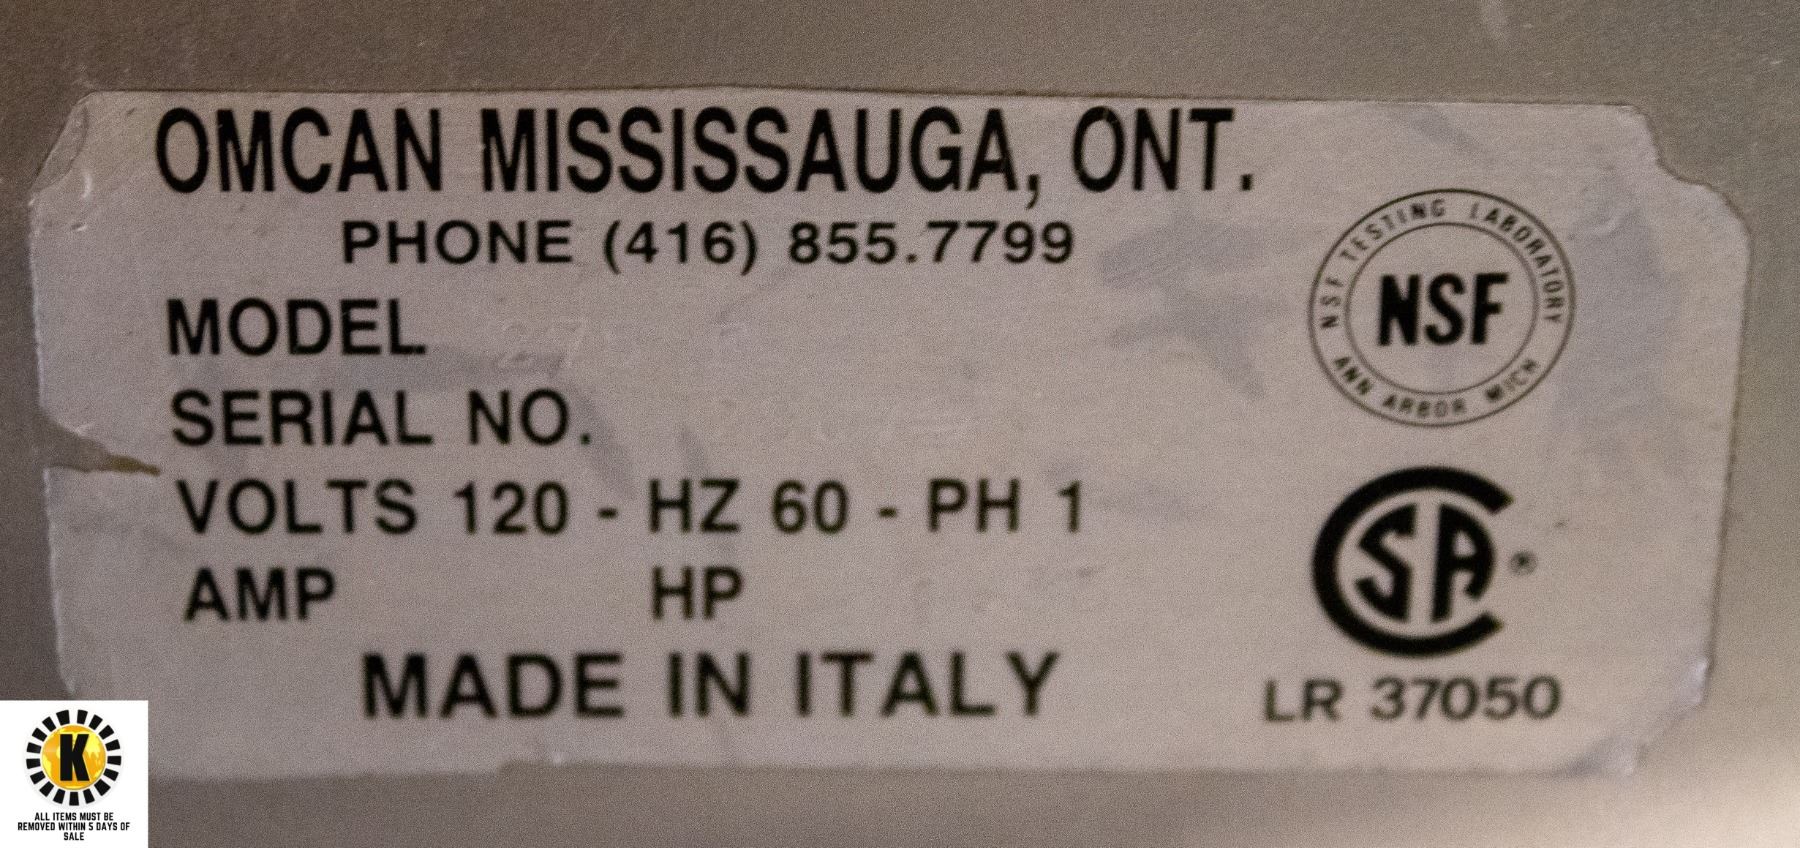 OMCAN MISSISSAUGA, ONT.
PHONE (416) 855.7799
MODEL
SERIAL NO.
VOLTS 120 - HZ 60 - PH 1
AMP HP
MADE IN ITALY
NSF TESTING LABORATORY
NSF
ANN ARBOR MICH
CSA ®
LR 37050
K
ALL ITEMS MUST BE
REMOVED WITHIN 5 DAYS OF
SALE